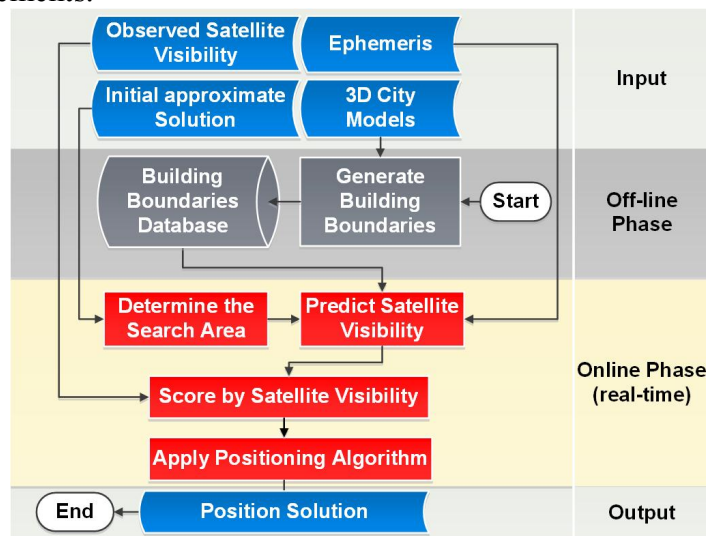 ements.
Observed Satellite
Visibility
Ephemeris
Initial approximate
Solution
3D City
Models
Input
Building
Boundaries
Database
Generate
Building
Boundaries
Start
Off-line
Phase
Determine the
Search Area
Predict Satellite
Visibility
Score by Satellite Visibility
Apply Positioning Algorithm
Online Phase
(real-time)
End
Position Solution
Output